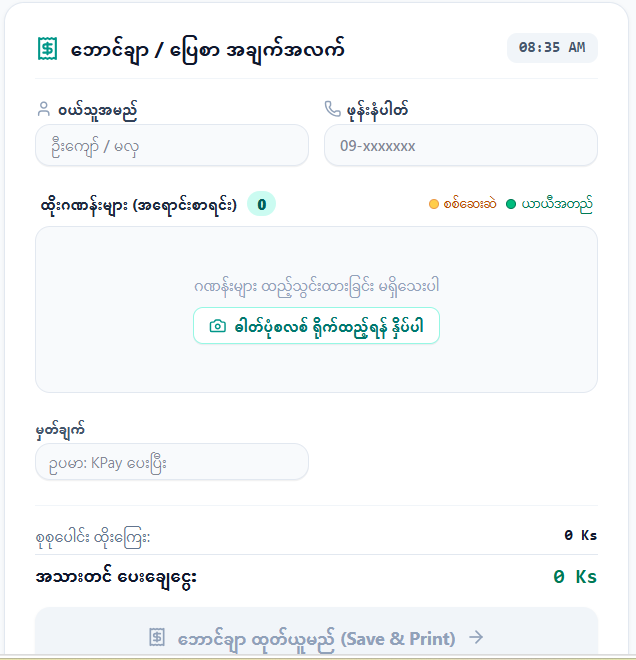 ဘောင်ချာ / ပြေစာ အချက်အလက်
08:35 AM
ဝယ်သူအမည်
ဖုန်းနံပါတ်
ဦးကျော် / မလှ
09-xxxxxxx
ထိုးဂဏန်းများ (အရောင်းစာရင်း) 0
စစ်ဆေးဆဲ
ယာယီအတည်
ဂဏန်းများ ထည့်သွင်းထားခြင်း မရှိသေးပါ
ဓါတ်ပုံစလစ် ရိုက်ထည့်ရန် နှိပ်ပါ
မှတ်ချက်
ဥပမာ: KPay ပေးပြီး
စုစုပေါင်း ထိုးကြေး:
0 Ks
အသားတင် ပေးချေငွေ:
0 Ks
ဘောင်ချာ ထုတ်ယူမည် (Save & Print)